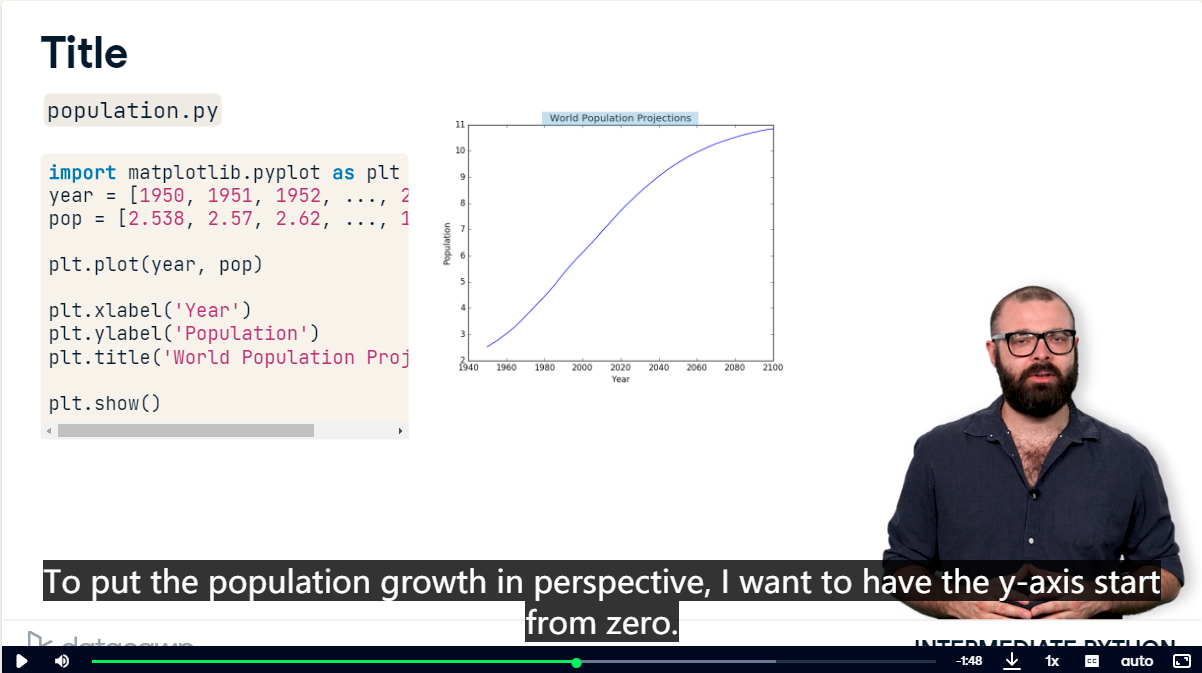 Title
population.py
import matplotlib.pyplot as plt
year = [1950, 1951, 1952, ..., 2
pop = [2.538, 2.57, 2.62, ..., 1
plt.plot(year, pop)
plt.xlabel('Year')
plt.ylabel('Population')
plt.title('World Population Proj
plt.show()
World Population Projections
11
10
9
8
7
6
5
4
3
2
Population
1940 1960 1980 2000 2020 2040 2060 2080 2100
Year
To put the population growth in perspective, I want to have the y-axis start
from zero.
datacamp
INTERMEDIATE PYTHON
-1:48 1x CC auto